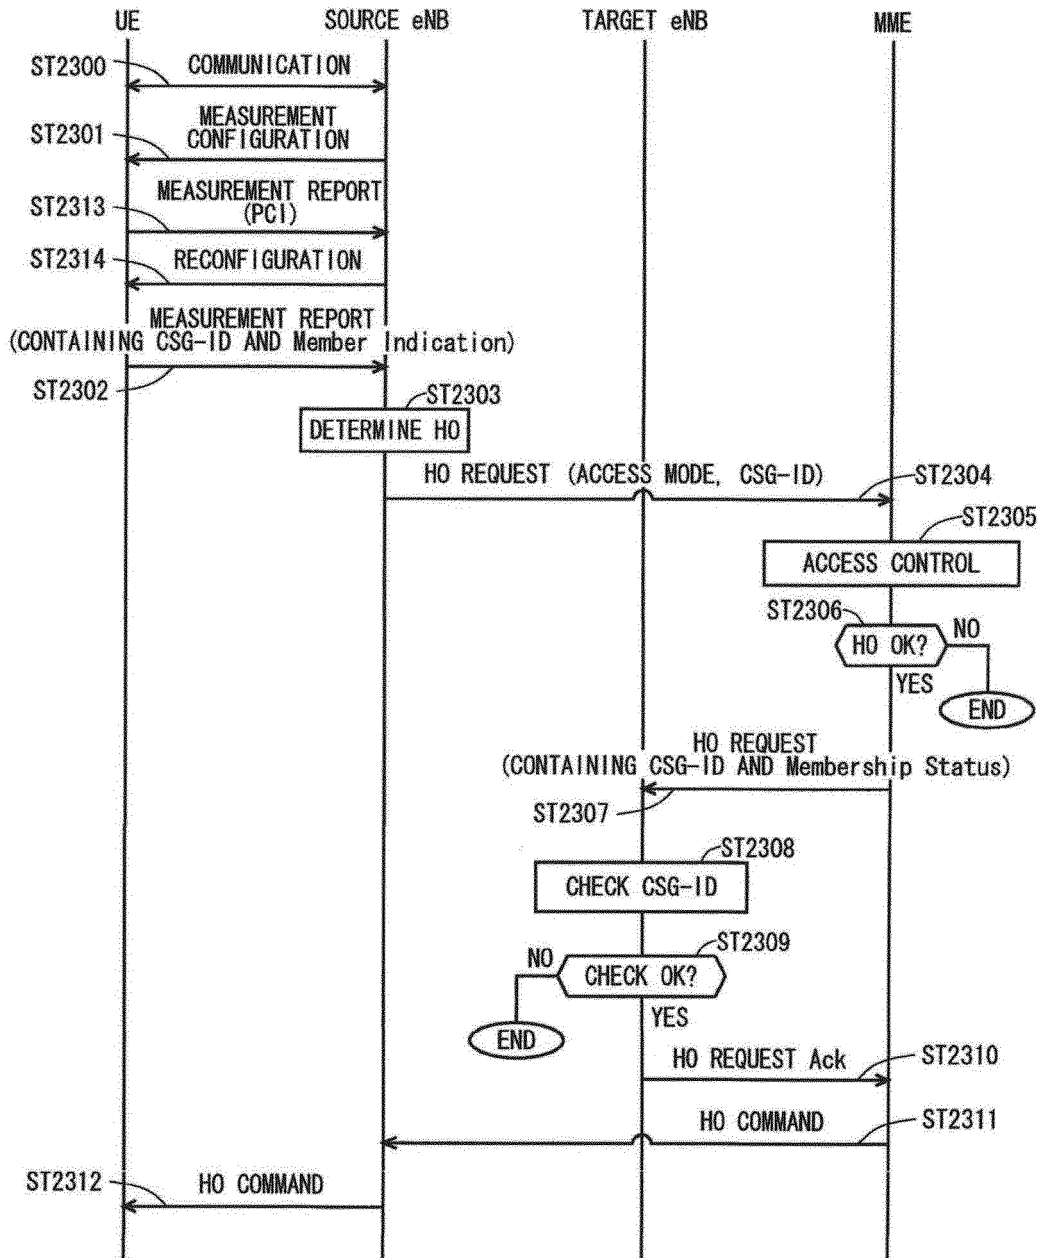 UE
SOURCE eNB
TARGET eNB
MME
ST2300
COMMUNICATION
ST2301
MEASUREMENT
CONFIGURATION
ST2313
MEASUREMENT REPORT
(PCI)
ST2314
RECONFIGURATION
MEASUREMENT REPORT
(CONTAINING CSG-ID AND Member Indication)
ST2302
ST2303
DETERMINE HO
HO REQUEST (ACCESS MODE, CSG-ID)
ST2304
ST2305
ACCESS CONTROL
ST2306
HO OK?
NO
YES
END
HO REQUEST
(CONTAINING CSG-ID AND Membership Status)
ST2307
ST2308
CHECK CSG-ID
ST2309
NO
CHECK OK?
YES
END
HO REQUEST Ack
ST2310
HO COMMAND
ST2311
ST2312
HO COMMAND